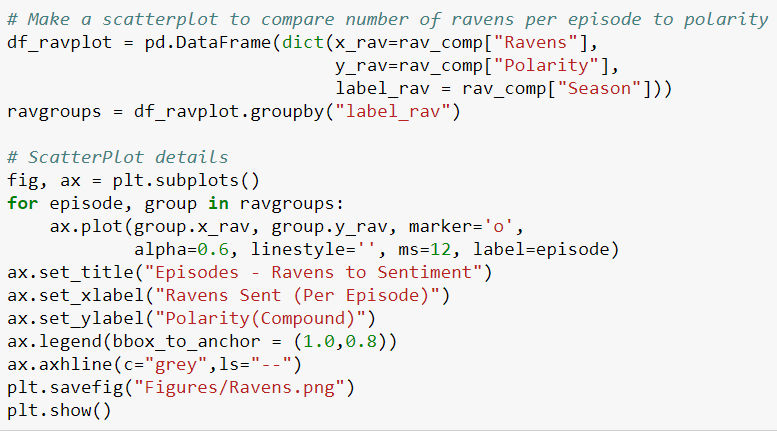 # Make a scatterplot to compare number of ravens per episode to polarity
df_ravplot = pd.DataFrame(dict(x_rav=rav_comp["Ravens"],
                               y_rav=rav_comp["Polarity"],
                               label_rav = rav_comp["Season"]))
ravgroups = df_ravplot.groupby("label_rav")

# ScatterPlot details
fig, ax = plt.subplots()
for episode, group in ravgroups:
    ax.plot(group.x_rav, group.y_rav, marker='o',
            alpha=0.6, linestyle='', ms=12, label=episode)
ax.set_title("Episodes - Ravens to Sentiment")
ax.set_xlabel("Ravens Sent (Per Episode)")
ax.set_ylabel("Polarity(Compound)")
ax.legend(bbox_to_anchor = (1.0,0.8))
ax.axhline(c="grey",ls="--")
plt.savefig("Figures/Ravens.png")
plt.show()